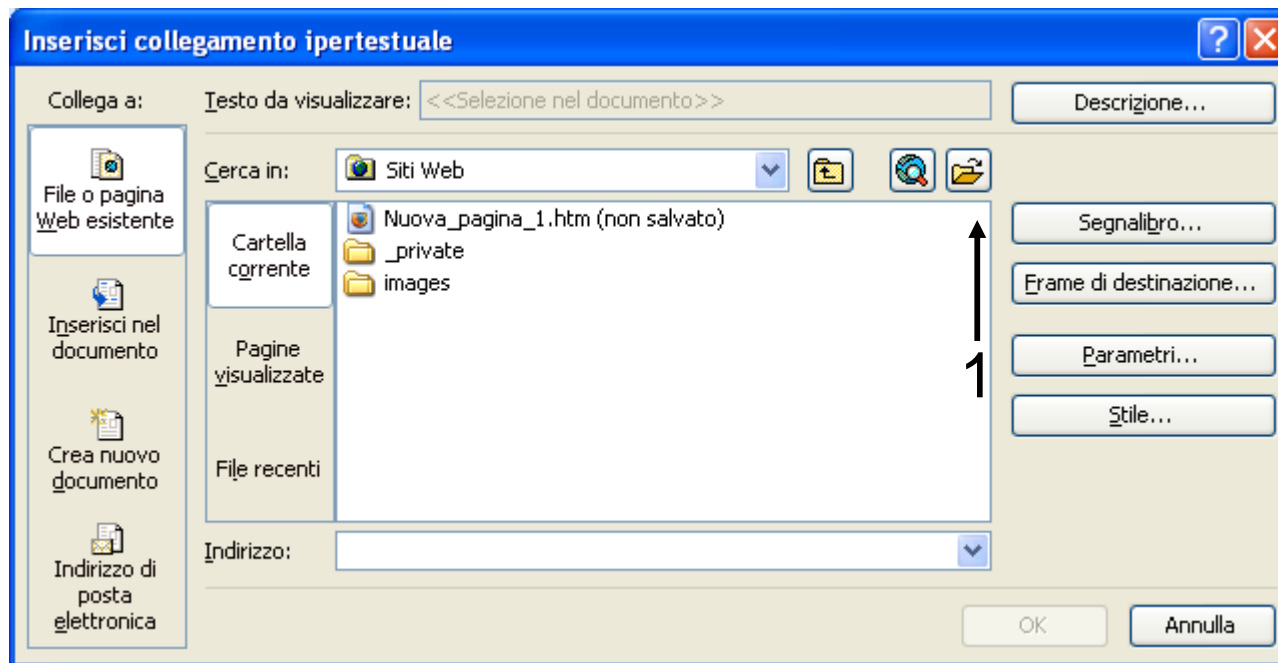 Inserisci collegamento ipertestuale
Collega a:
Testo da visualizzare: <<Selezione nel documento>>
Descrizione...
File o pagina
Web esistente
Cerca in: Siti Web
Cartella
corrente
Nuova_pagina_1.htm (non salvato)
_private
images
Segnalibro...
Frame di destinazione...
Inserisci nel
documento
Pagine
visualizzate
1
Parametri...
Stile...
Crea nuovo
documento
File recenti
Indirizzo di
posta
elettronica
Indirizzo:
OK
Annulla